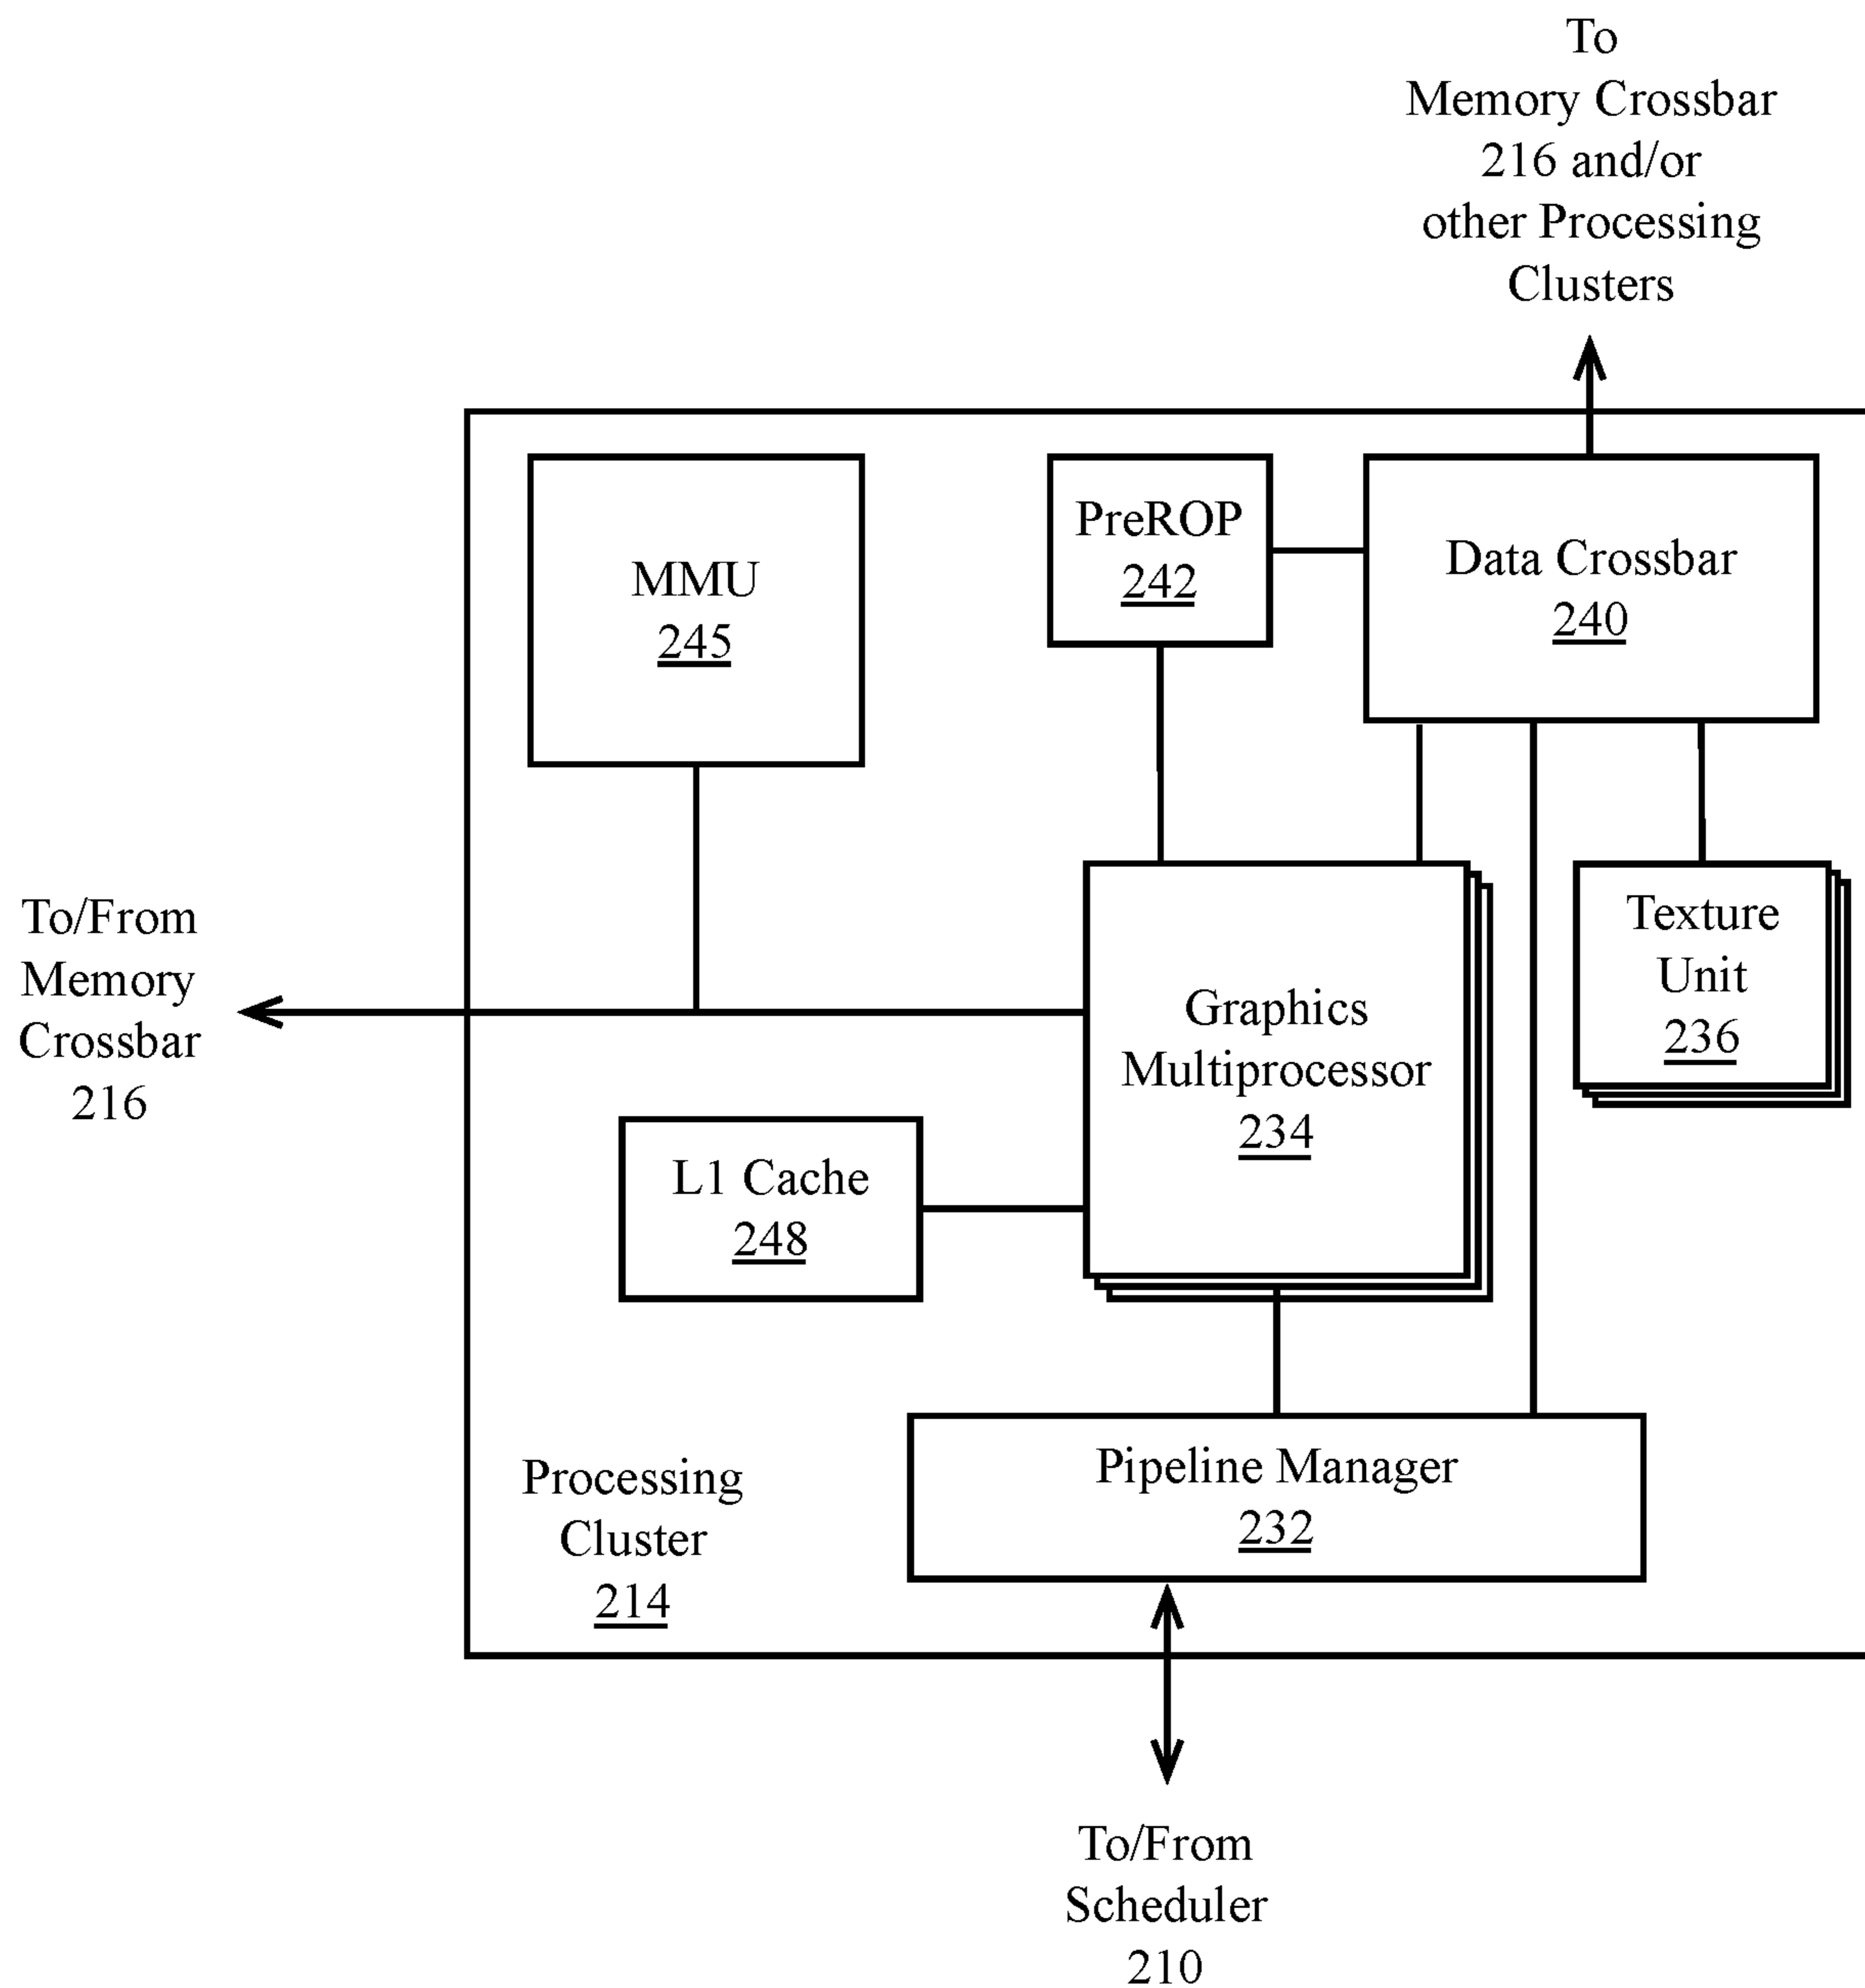 To
Memory Crossbar
216 and/or
other Processing
Clusters
MMU
245
PreROP
242
Data Crossbar
240
To/From
Memory
Crossbar
216
Graphics
Multiprocessor
234
Texture
Unit
236
L1 Cache
248
Processing
Cluster
214
Pipeline Manager
232
To/From
Scheduler
210